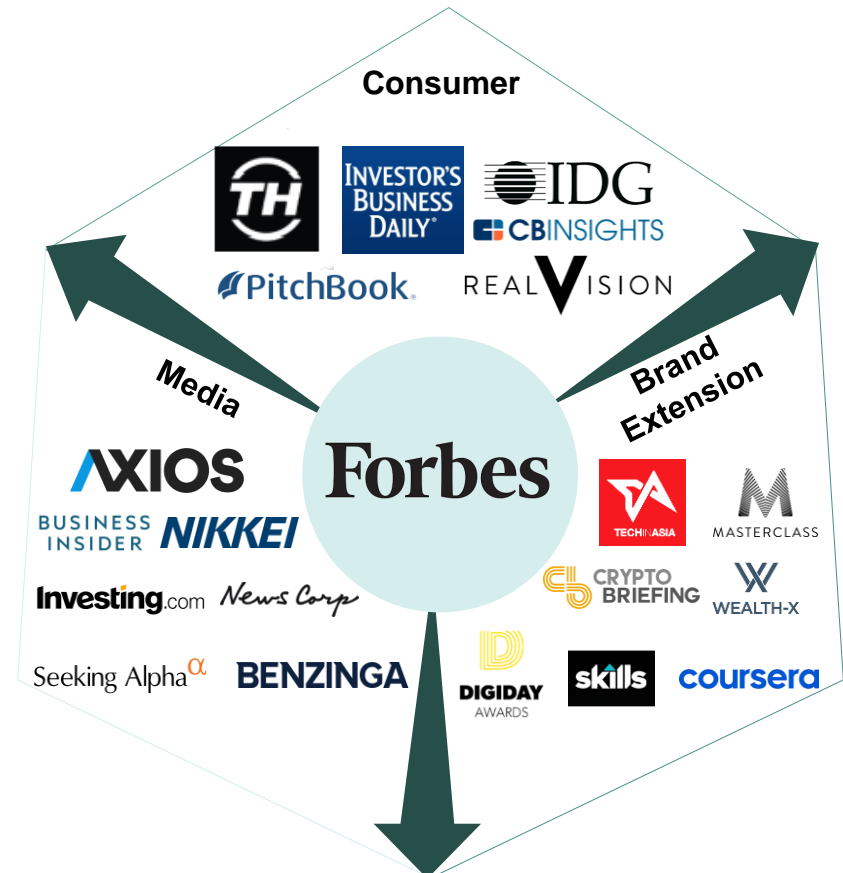 Consumer
TH
INVESTOR'S
BUSINESS
DAILY®
IDG
CBINSIGHTS
PitchBook®
REALVISION
Media
Brand
Extension
AXIOS
Forbes
BUSINESS
INSIDER
NIKKEI
Investing.com
News Corp
Seeking Alpha α
BENZINGA
TECHINASIA
M
MASTERCLASS
CRYPTO
BRIEFING
WEALTH-X
DIGIDAY
AWARDS
skills
coursera